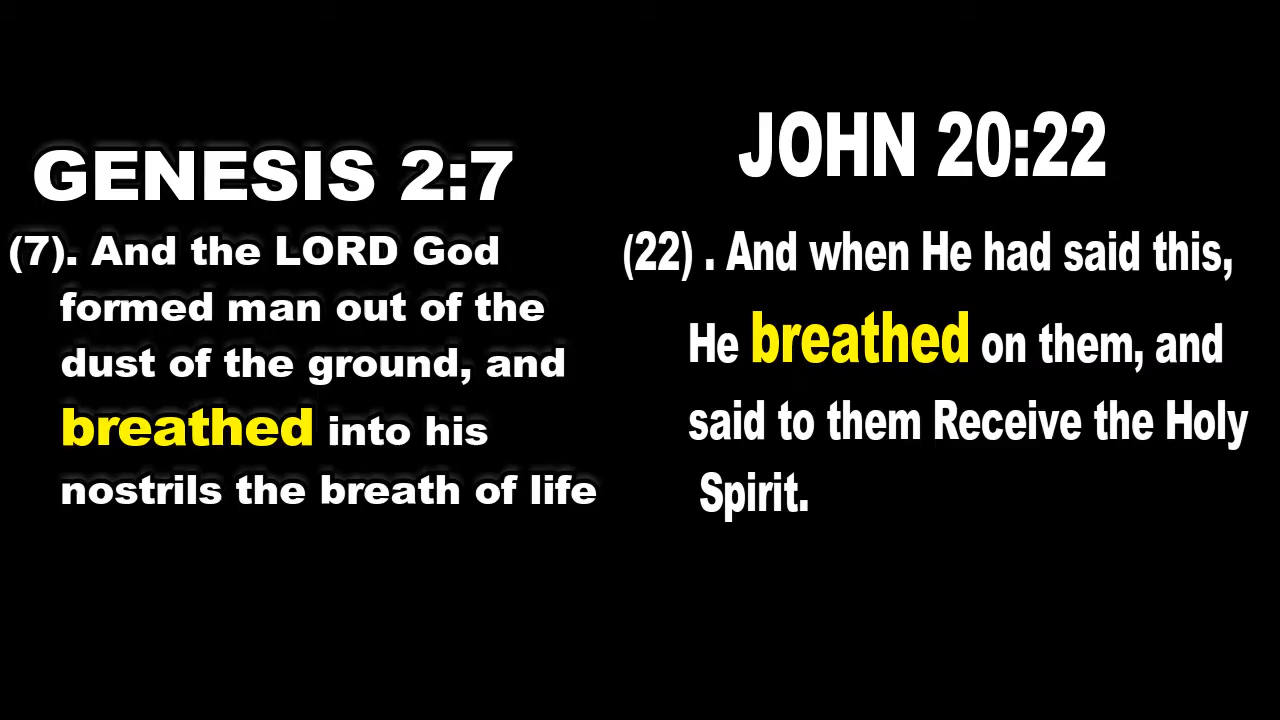 GENESIS 2:7
(7). And the LORD God
formed man out of the
dust of the ground, and
breathed into his
nostrils the breath of life
JOHN 20:22
(22) . And when He had said this,
He breathed on them, and
said to them Receive the Holy
Spirit.